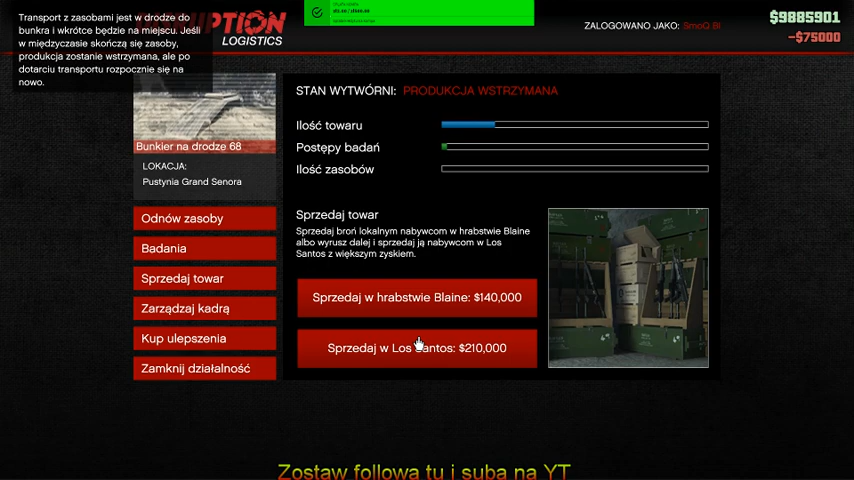 Transport z zasobami jest w drodze do
bunkra i wkrótce będzie na miejscu. Jeśli
w międzyczasie skończą się zasoby,
produkcja zostanie wstrzymana, ale po
dotarciu transportu rozpocznie się na
nowo.
LOGISTICS
ZALOGOWANO JAKO: SmoQ BI
$9885901
-$75000
Bunkier na drodze 68
LOKACJA:
Pustynia Grand Senora
Odnów zasoby
Badania
Sprzedaj towar
Zarządzaj kadrą
Kup ulepszenia
Zamknij działalność
STAN WYTWÓRNI: PRODUKCJA WSTRZYMANA
Ilość towaru
Postępy badań
Ilość zasobów
Sprzedaj towar
Sprzedaj broń lokalnym nabywcom w hrabstwie Blaine
albo wyrusz dalej i sprzedaj ją nabywcom w Los
Santos z większym zyskiem.
Sprzedaj w hrabstwie Blaine: $140,000
Sprzedaj w Los Santos: $210,000
Zostaw followa tu i suba na YT